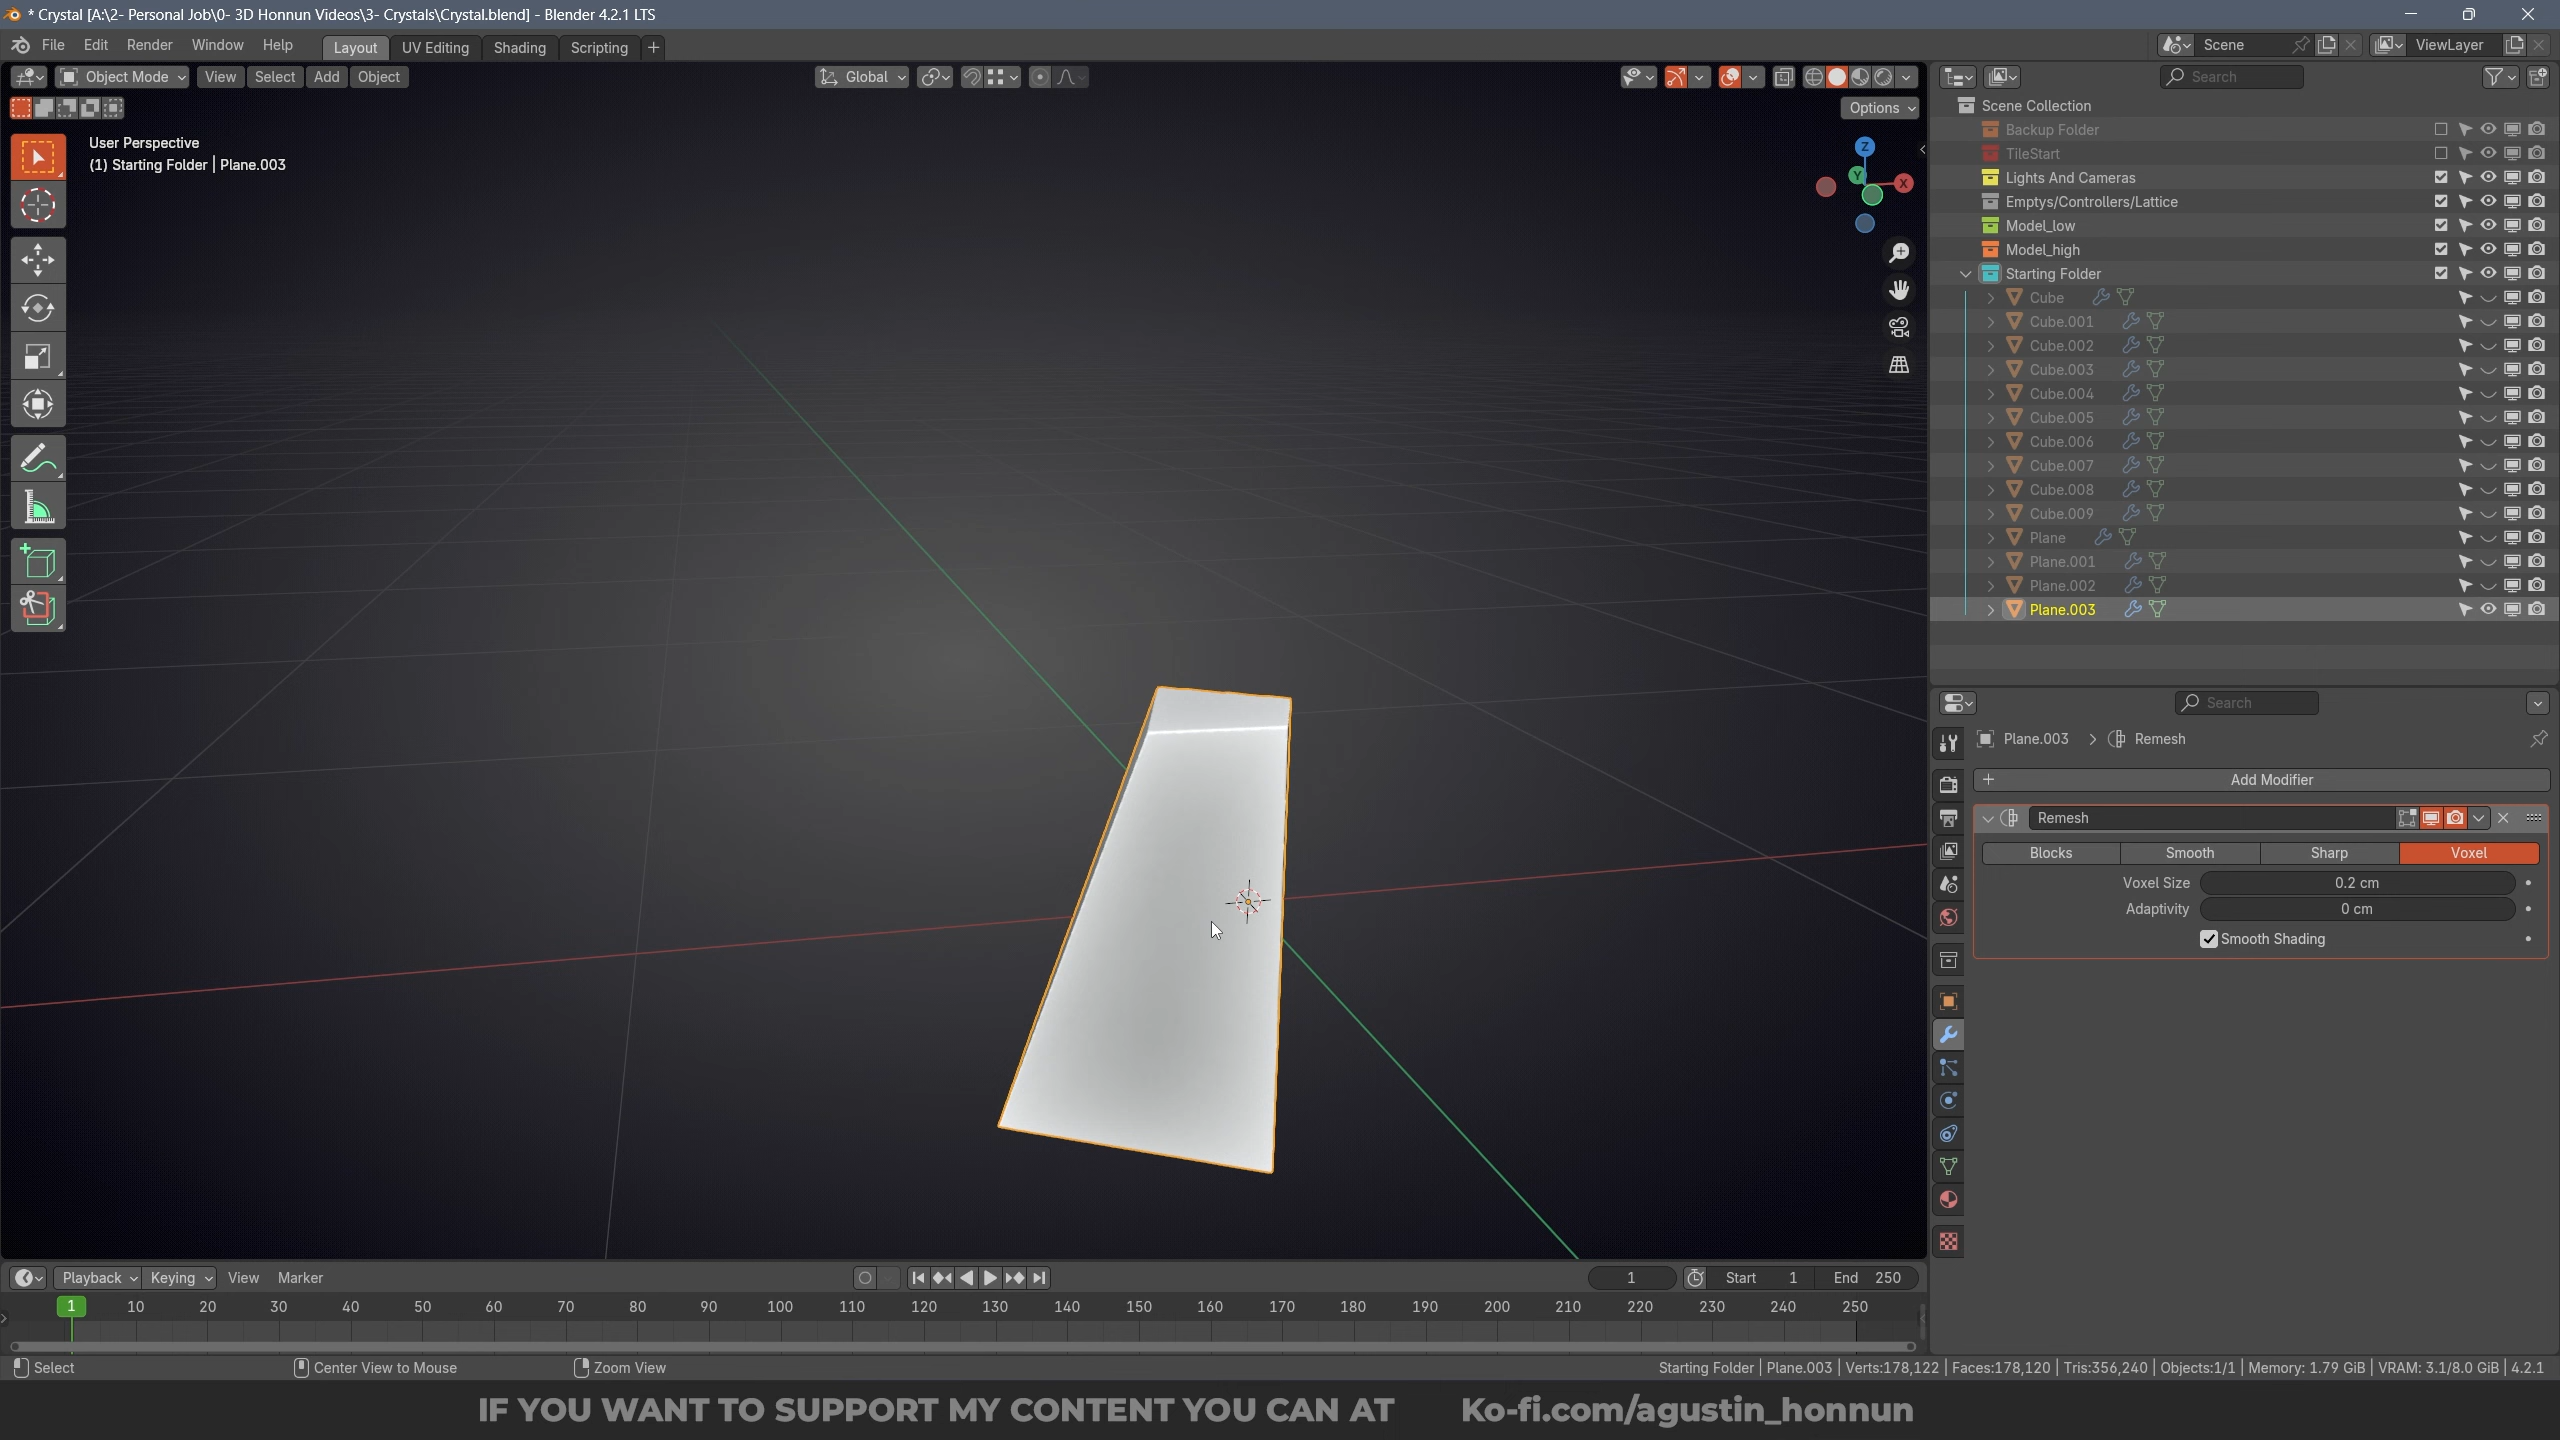 * Crystal [A:\2- Personal Job\0- 3D Honnun Videos\3- Crystals\Crystal.blend] - Blender 4.2.1 LTS
File Edit Render Window Help Layout UV Editing Shading Scripting + Scene ViewLayer
Object Mode View Select Add Object Global Search
Options
User Perspective
(1) Starting Folder | Plane.003
Z
Y
X
Scene Collection
Backup Folder
TileStart
Lights And Cameras
Emptys/Controllers/Lattice
Model_low
Model_high
Starting Folder
Cube
Cube.001
Cube.002
Cube.003
Cube.004
Cube.005
Cube.006
Cube.007
Cube.008
Cube.009
Plane
Plane.001
Plane.002
Plane.003
Search
Plane.003 > Remesh
+ Add Modifier
Remesh
Blocks Smooth Sharp Voxel
Voxel Size 0.2 cm
Adaptivity 0 cm
Smooth Shading
Playback Keying View Marker 1 Start 1 End 250
1 10 20 30 40 50 60 70 80 90 100 110 120 130 140 150 160 170 180 190 200 210 220 230 240 250
Select Center View to Mouse Zoom View Starting Folder | Plane.003 | Verts:178,122 | Faces:178,120 | Tris:356,240 | Objects:1/1 | Memory: 1.79 GiB | VRAM: 3.1/8.0 GiB | 4.2.1
IF YOU WANT TO SUPPORT MY CONTENT YOU CAN AT Ko-fi.com/agustin_honnun